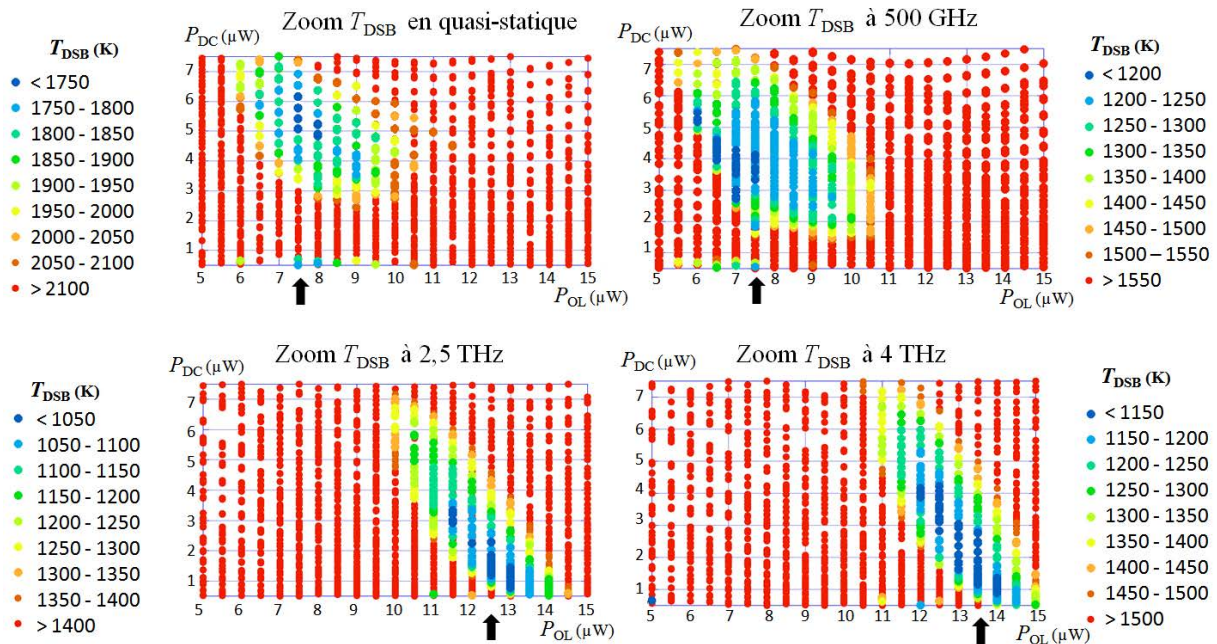 Zoom T_DSB en quasi-statique
P_DC (µW)
T_DSB (K)
< 1750
1750 - 1800
1800 - 1850
1850 - 1900
1900 - 1950
1950 - 2000
2000 - 2050
2050 - 2100
> 2100
7
6
5
4
3
2
1
5 6 7 8 9 10 11 12 13 14 15
P_OL (µW)
Zoom T_DSB à 500 GHz
P_DC (µW)
7
6
5
4
3
2
1
5 6 7 8 9 10 11 12 13 14 15
P_OL (µW)
T_DSB (K)
< 1200
1200 - 1250
1250 - 1300
1300 - 1350
1350 - 1400
1400 - 1450
1450 - 1500
1500 – 1550
> 1550
Zoom T_DSB à 2,5 THz
P_DC (µW)
T_DSB (K)
< 1050
1050 - 1100
1100 - 1150
1150 - 1200
1200 - 1250
1250 - 1300
1300 - 1350
1350 - 1400
> 1400
7
6
5
4
3
2
1
5 6 7 8 9 10 11 12 13 14 15
P_OL (µW)
Zoom T_DSB à 4 THz
P_DC (µW)
7
6
5
4
3
2
1
5 6 7 8 9 10 11 12 13 14 15
P_OL (µW)
T_DSB (K)
< 1150
1150 - 1200
1200 - 1250
1250 - 1300
1300 - 1350
1350 - 1400
1400 - 1450
1450 - 1500
> 1500